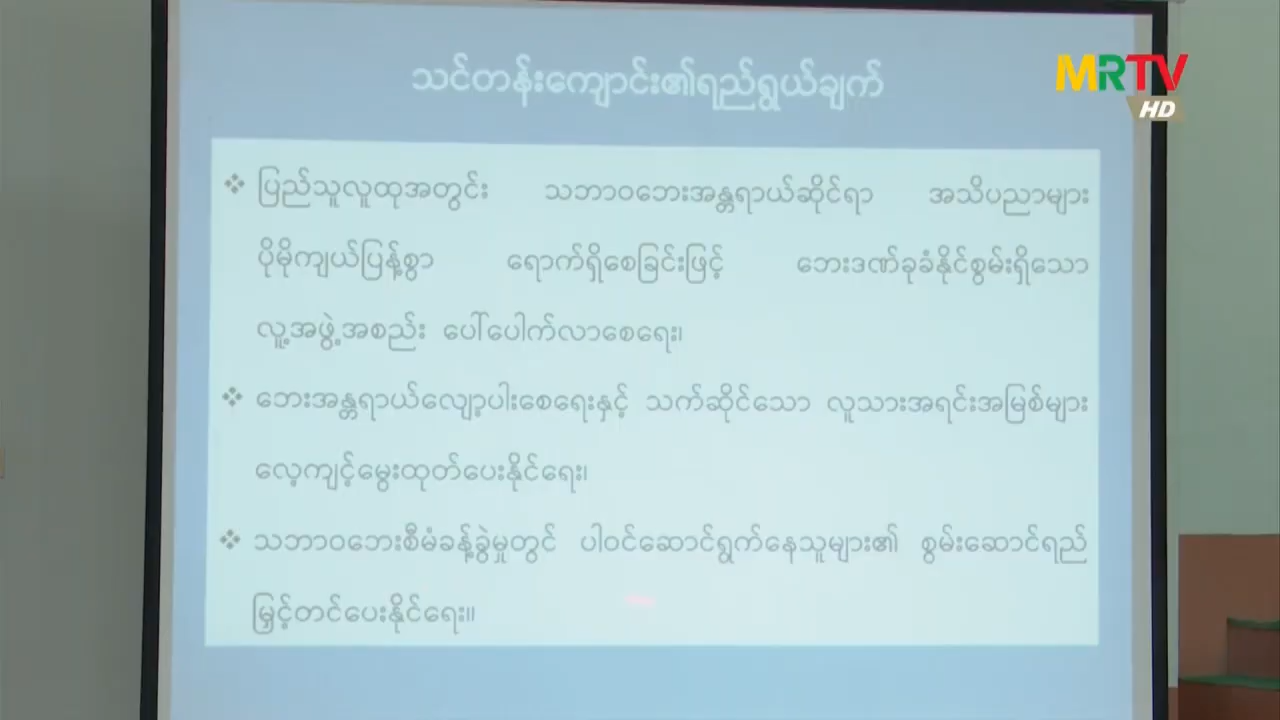 သင်တန်းကျောင်း၏ရည်ရွယ်ချက်
MRTV
HD
❖ ပြည်သူလူထုအတွင်း သဘာဝဘေးအန္တရာယ်ဆိုင်ရာ အသိပညာများ
ပိုမိုကျယ်ပြန့်စွာ ရောက်ရှိစေခြင်းဖြင့် ဘေးဒဏ်ခုခံနိုင်စွမ်းရှိသော
လူ့အဖွဲ့အစည်း ပေါ်ပေါက်လာစေရေး၊
❖ ဘေးအန္တရာယ်လျော့ပါးစေရေးနှင့် သက်ဆိုင်သော လူသားအရင်းအမြစ်များ
လေ့ကျင့်မွေးထုတ်ပေးနိုင်ရေး၊
❖ သဘာဝဘေးစီမံခန့်ခွဲမှုတွင် ပါဝင်ဆောင်ရွက်နေသူများ၏ စွမ်းဆောင်ရည်
မြှင့်တင်ပေးနိုင်ရေး။